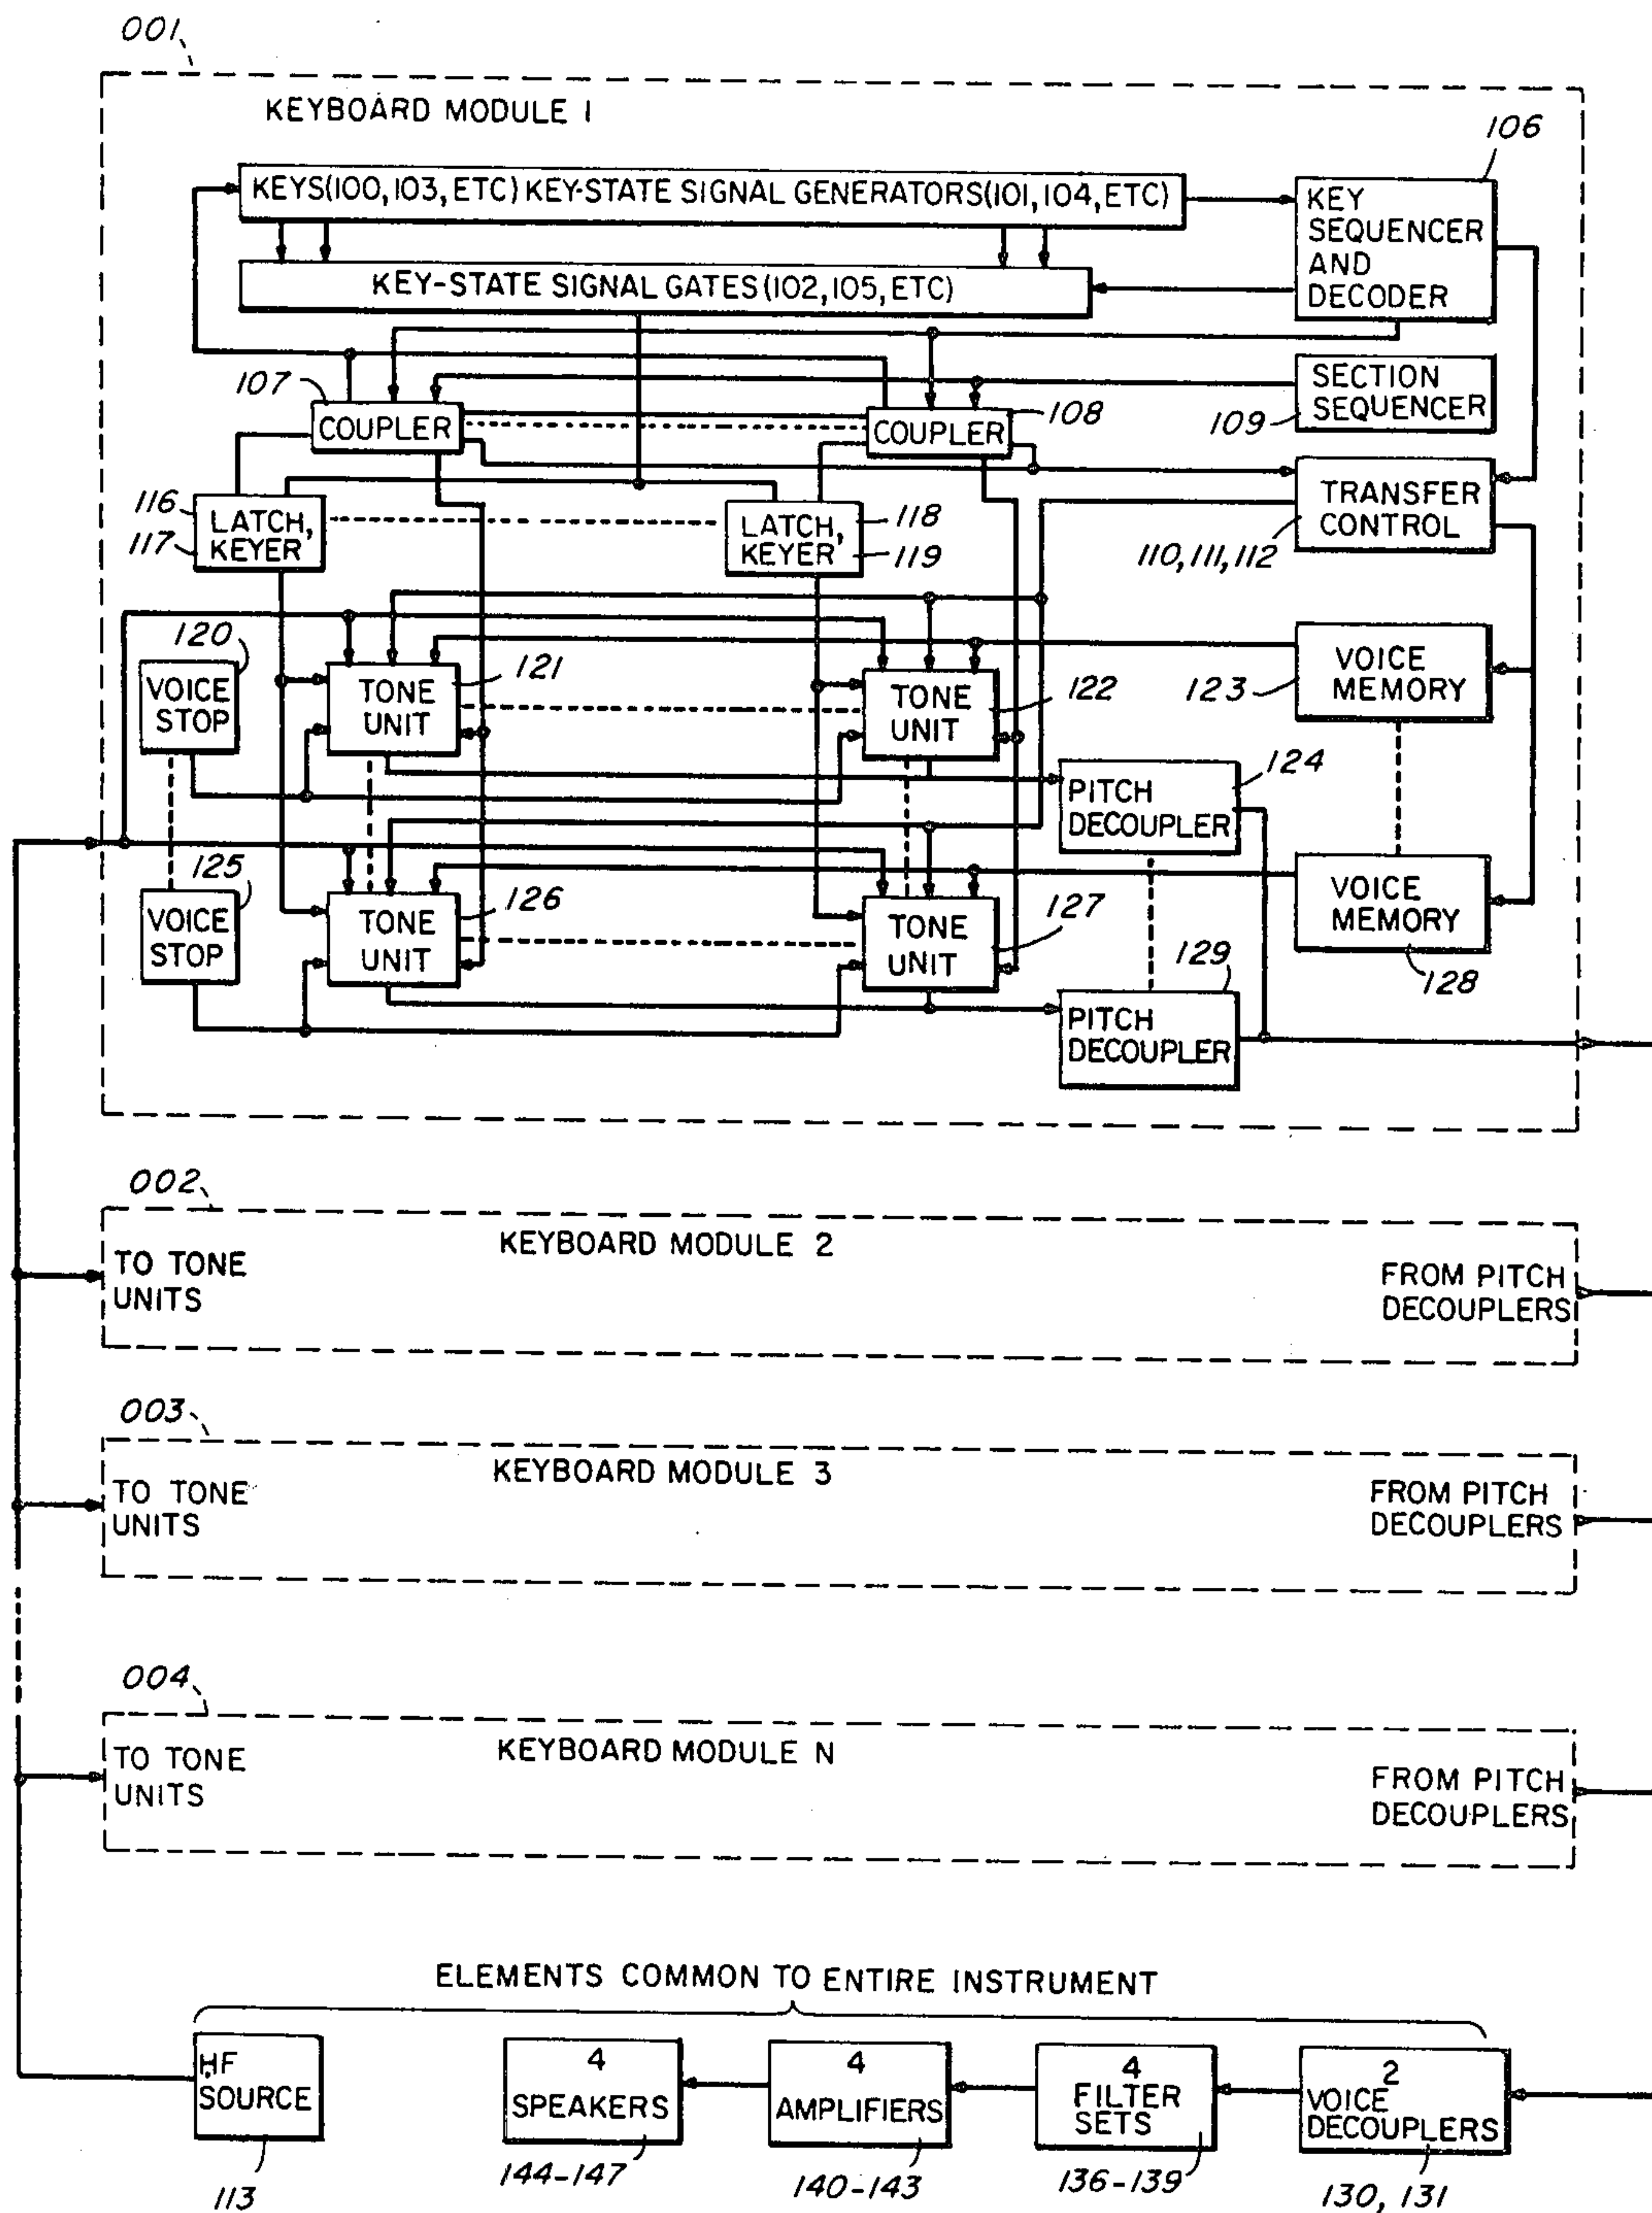 001
KEYBOARD MODULE 1
106
KEYS(100,103,ETC) KEY-STATE SIGNAL GENERATORS(101,104,ETC)
KEY
SEQUENCER
AND
DECODER
KEY-STATE SIGNAL GATES(102,105,ETC)
107
COUPLER
COUPLER
108
SECTION
SEQUENCER
109
116
117
LATCH,
KEYER
LATCH,
KEYER
118
119
TRANSFER
CONTROL
110,111,112
120
VOICE
STOP
TONE
UNIT
121
TONE
UNIT
122
123
VOICE
MEMORY
PITCH
DECOUPLER
124
125
VOICE
STOP
TONE
UNIT
126
TONE
UNIT
127
VOICE
MEMORY
128
129
PITCH
DECOUPLER
002
KEYBOARD MODULE 2
TO TONE
UNITS
FROM PITCH
DECOUPLERS
003
KEYBOARD MODULE 3
TO TONE
UNITS
FROM PITCH
DECOUPLERS
004
KEYBOARD MODULE N
TO TONE
UNITS
FROM PITCH
DECOUPLERS
ELEMENTS COMMON TO ENTIRE INSTRUMENT
HF
SOURCE
113
4
SPEAKERS
144-147
4
AMPLIFIERS
140-143
4
FILTER
SETS
136-139
2
VOICE
DECOUPLERS
130, 131